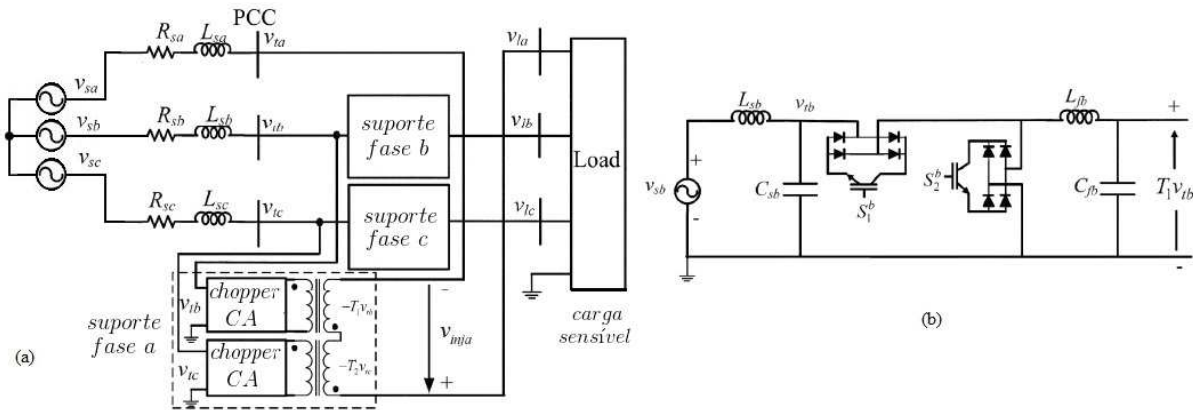 PCC
R_sa L_sa v_ta
v_sa
R_sb L_sb v_tb
v_sb
v_sc
R_sc L_sc v_tc
suporte
fase b
suporte
fase c
v_la
v_lb
v_lc
Load
carga
sensível
suporte
fase a
v_tb
chopper
CA
v_tc
chopper
CA
−T_1v_tb
−T_2v_tc
-
v_inja
+
(a)
L_sb v_tb
L_fb
+
v_sb
-
C_sb
S_1^b
S_2^b
C_fb
+
T_1v_tb
-
(b)